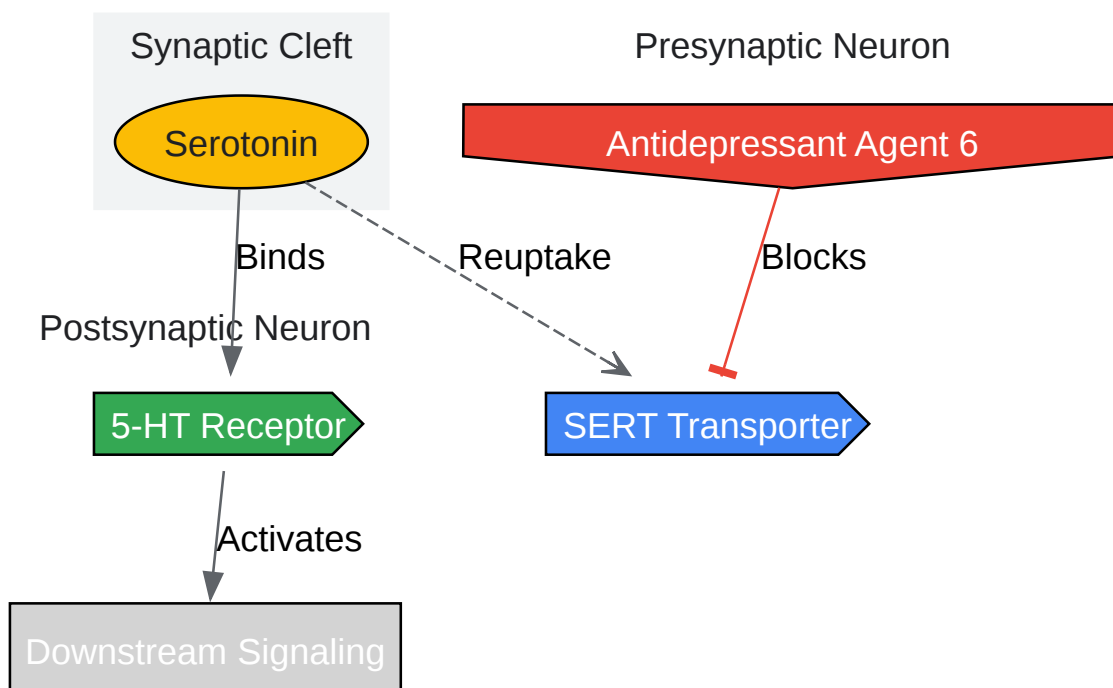 Synaptic Cleft
Presynaptic Neuron
Serotonin
Antidepressant Agent 6
Binds
Reuptake
Blocks
Postsynaptic Neuron
5-HT Receptor
SERT Transporter
Activates
Downstream Signaling